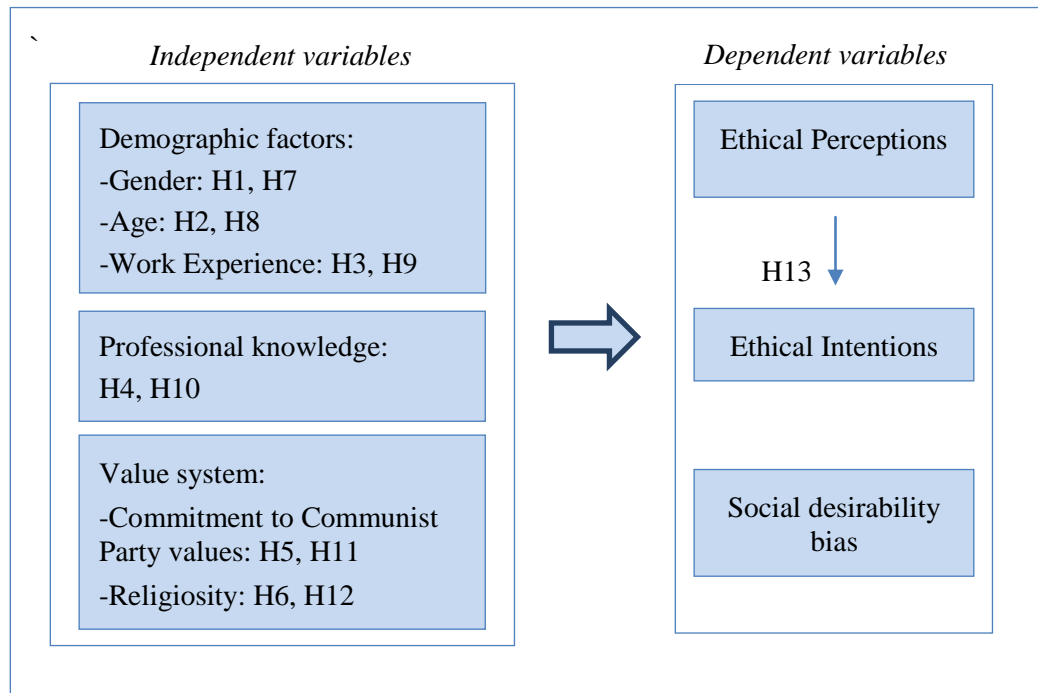 `
Independent variables
Demographic factors:
-Gender: H1, H7
-Age: H2, H8
-Work Experience: H3, H9
Professional knowledge:
H4, H10
Value system:
-Commitment to Communist
Party values: H5, H11
-Religiosity: H6, H12
Dependent variables
Ethical Perceptions
H13
Ethical Intentions
Social desirability
bias